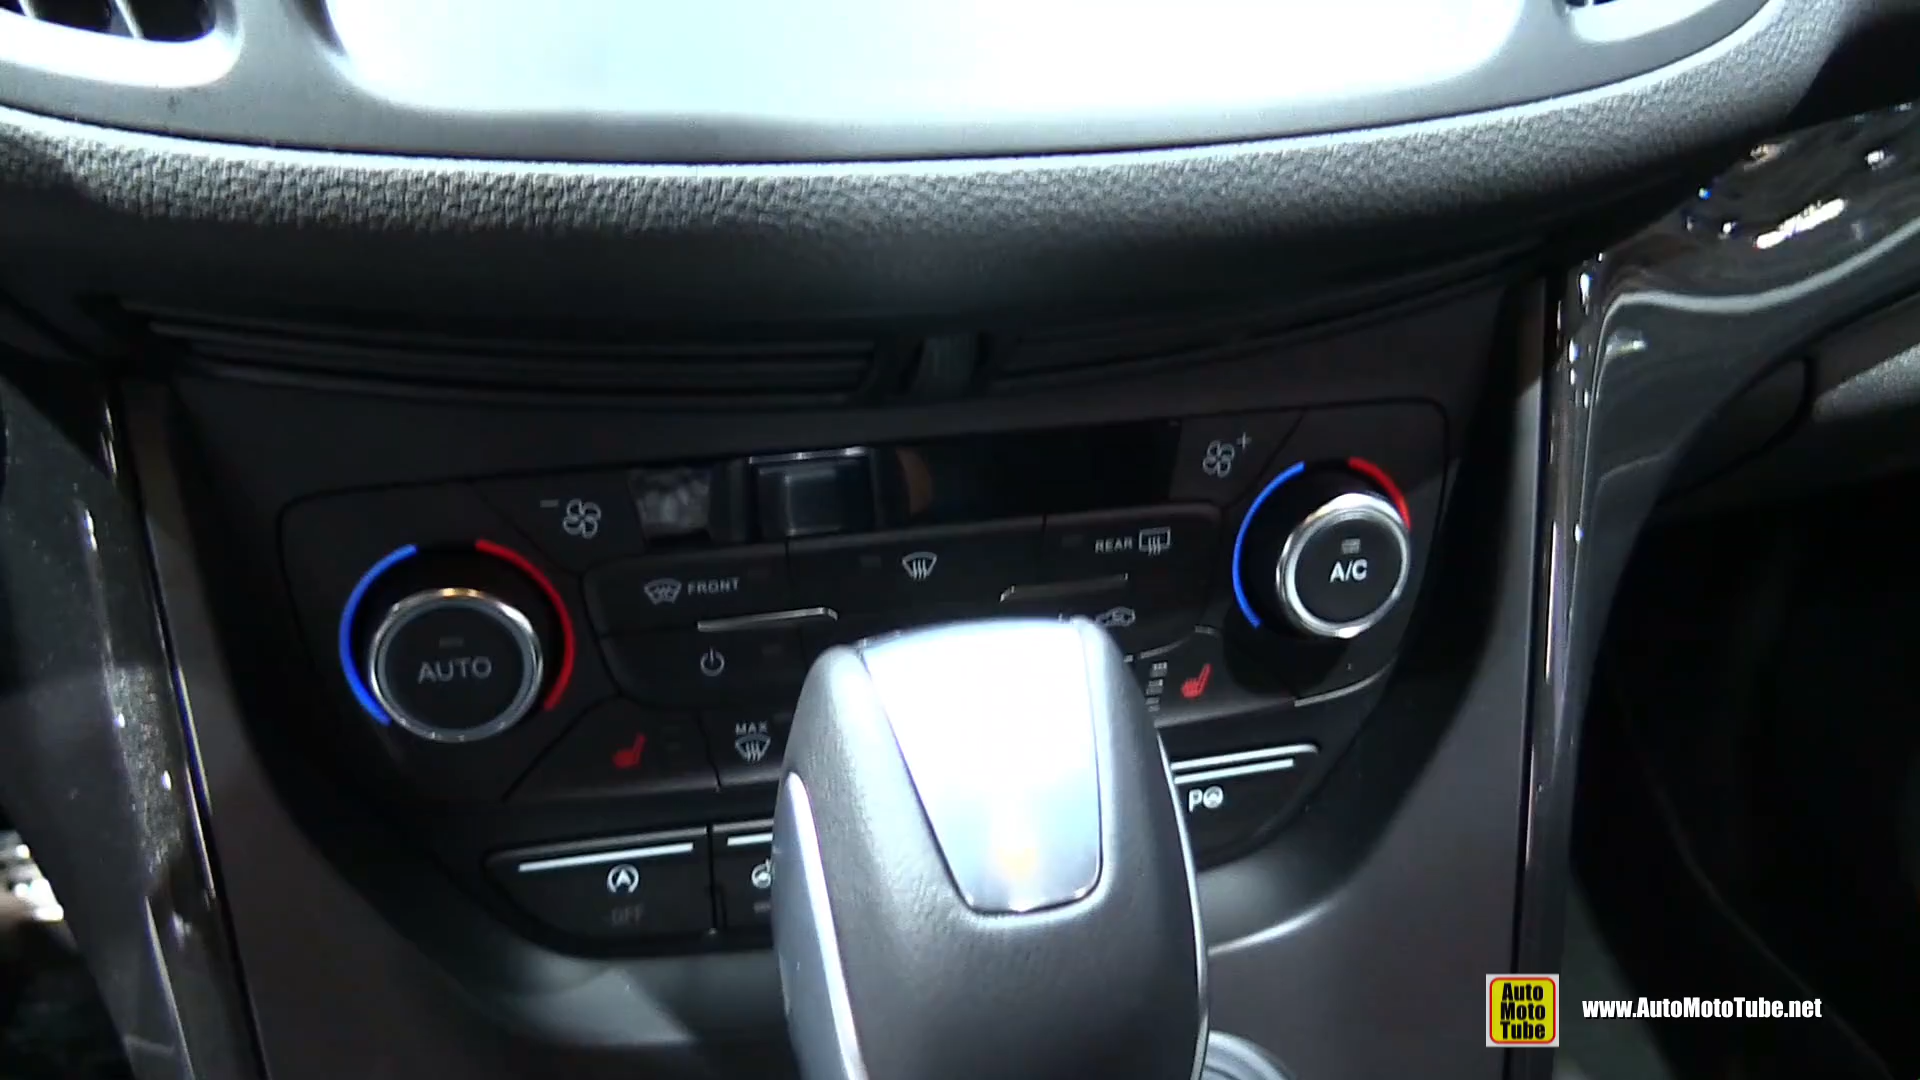 REAR
FRONT
A/C
AUTO
MAX
P
A
OFF
Auto
Moto
Tube
www.AutoMotoTube.net